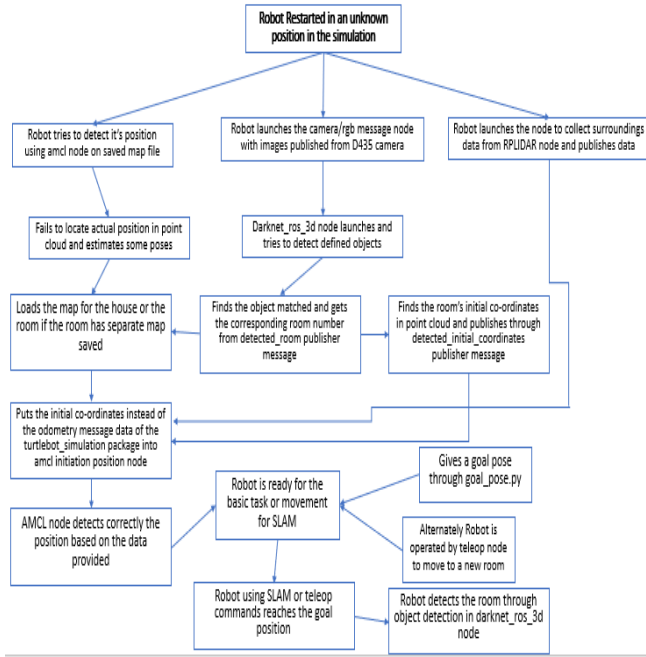 Robot Restarted in an unknown
position in the simulation
Robot tries to detect it's position
using amcl node on saved map file
Robot launches the camera/rgb message node
with images published from D435 camera
Robot launches the node to collect surroundings
data from RPLIDAR node and publishes data
Fails to locate actual position in point
cloud and estimates some poses
Darknet_ros_3d node launches and
tries to detect defined objects
Loads the map for the house or the
room if the room has separate map
saved
Finds the object matched and gets
the corresponding room number
from detected_room publisher
message
Finds the room's initial co-ordinates
in point cloud and publishes through
detected_initial_coordinates
publisher message
Puts the initial co-ordinates instead of
the odometry message data of the
turtlebot_simulation package into
amcl initiation position node
Robot is ready for the
basic task or movement
for SLAM
Gives a goal pose
through goal_pose.py
AMCL node detects correctly the
position based on the data
provided
Alternately Robot is
operated by teleop node
to move to a new room
Robot using SLAM or teleop
commands reaches the goal
position
Robot detects the room through
object detection in darknet_ros_3d
node